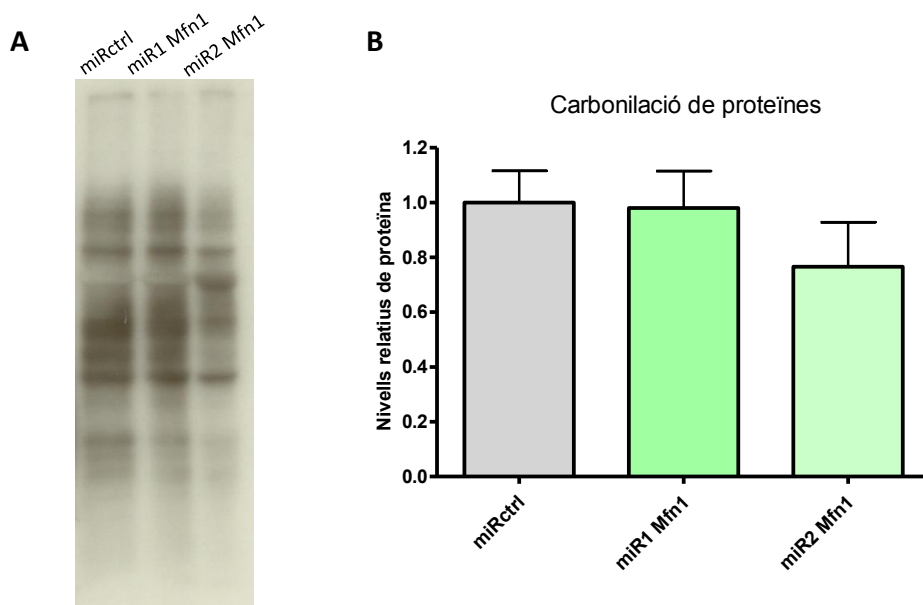 A
miRctrl
miR1 Mfn1
miR2 Mfn1
B
Carbonilació de proteïnes
Nivells relatius de proteïna
1.2
1.0
0.8
0.6
0.4
0.2
0.0
miRctrl
miR1 Mfn1
miR2 Mfn1